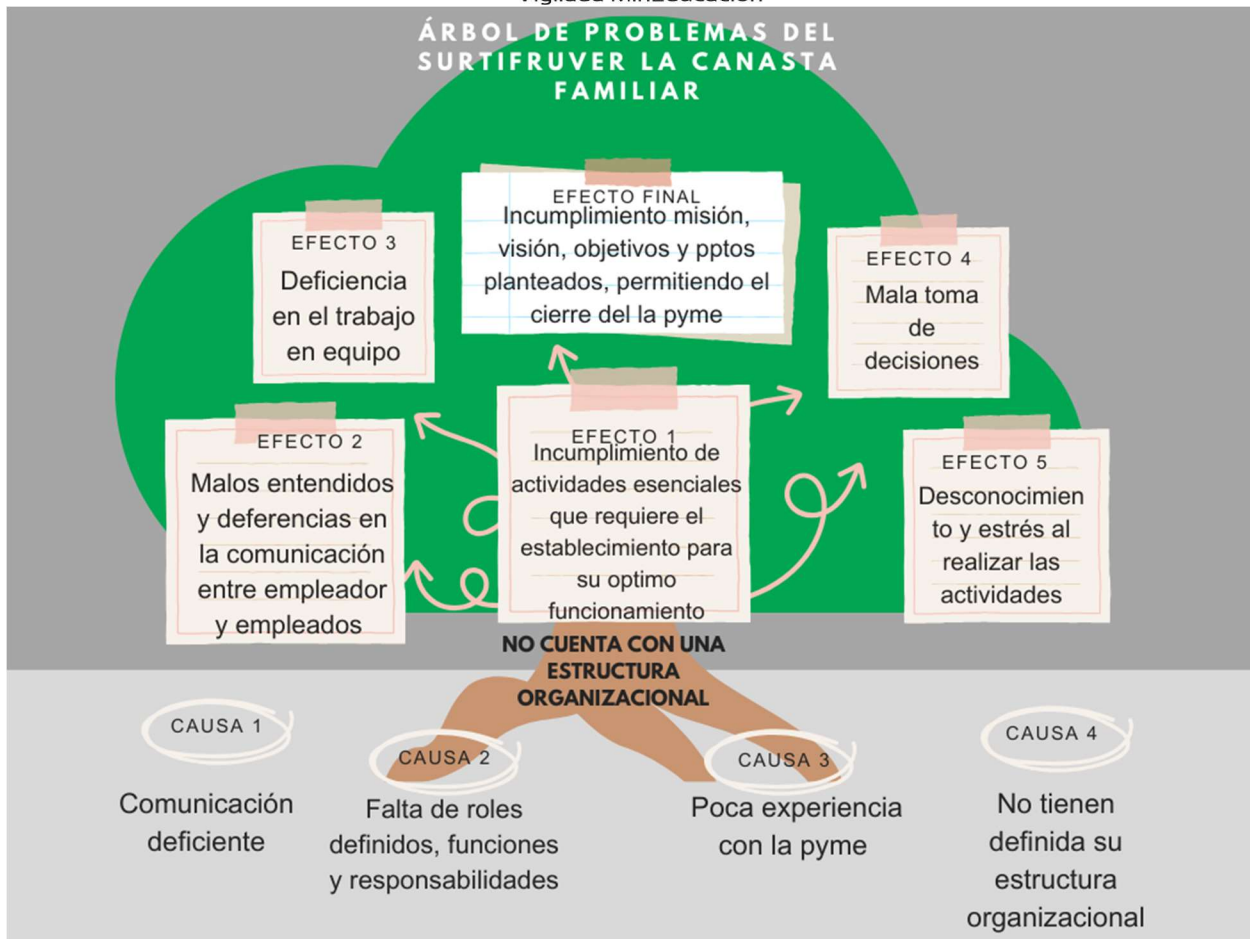 Vigilada MinEducación
ÁRBOL DE PROBLEMAS DEL
SURTIFRUVER LA CANASTA
FAMILIAR
EFECTO FINAL
Incumplimiento misión,
visión, objetivos y pptos
planteados, permitiendo el
cierre del la pyme
EFECTO 3
Deficiencia
en el trabajo
en equipo
EFECTO 4
Mala toma
de
decisiones
EFECTO 2
Malos entendidos
y deferencias en
la comunicación
entre empleador
y empleados
EFECTO 1
Incumplimiento de
actividades esenciales
que requiere el
establecimiento para
su optimo
funcionamiento
EFECTO 5
Desconocimien
to y estrés al
realizar las
actividades
NO CUENTA CON UNA
ESTRUCTURA
ORGANIZACIONAL
CAUSA 1
Comunicación
deficiente
CAUSA 2
Falta de roles
definidos, funciones
y responsabilidades
CAUSA 3
Poca experiencia
con la pyme
CAUSA 4
No tienen
definida su
estructura
organizacional